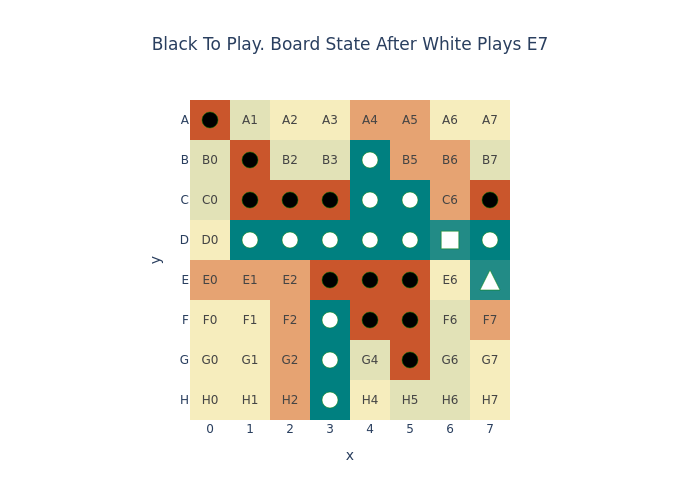 Black To Play. Board State After White Plays E7
A A1 A2 A3 A4 A5 A6 A7
B B0 B2 B3 B5 B6 B7
C C0 C6
D D0
E E0 E1 E2 E6
F F0 F1 F2 F6 F7
G G0 G1 G2 G4 G6 G7
H H0 H1 H2 H4 H5 H6 H7
0 1 2 3 4 5 6 7
x
y